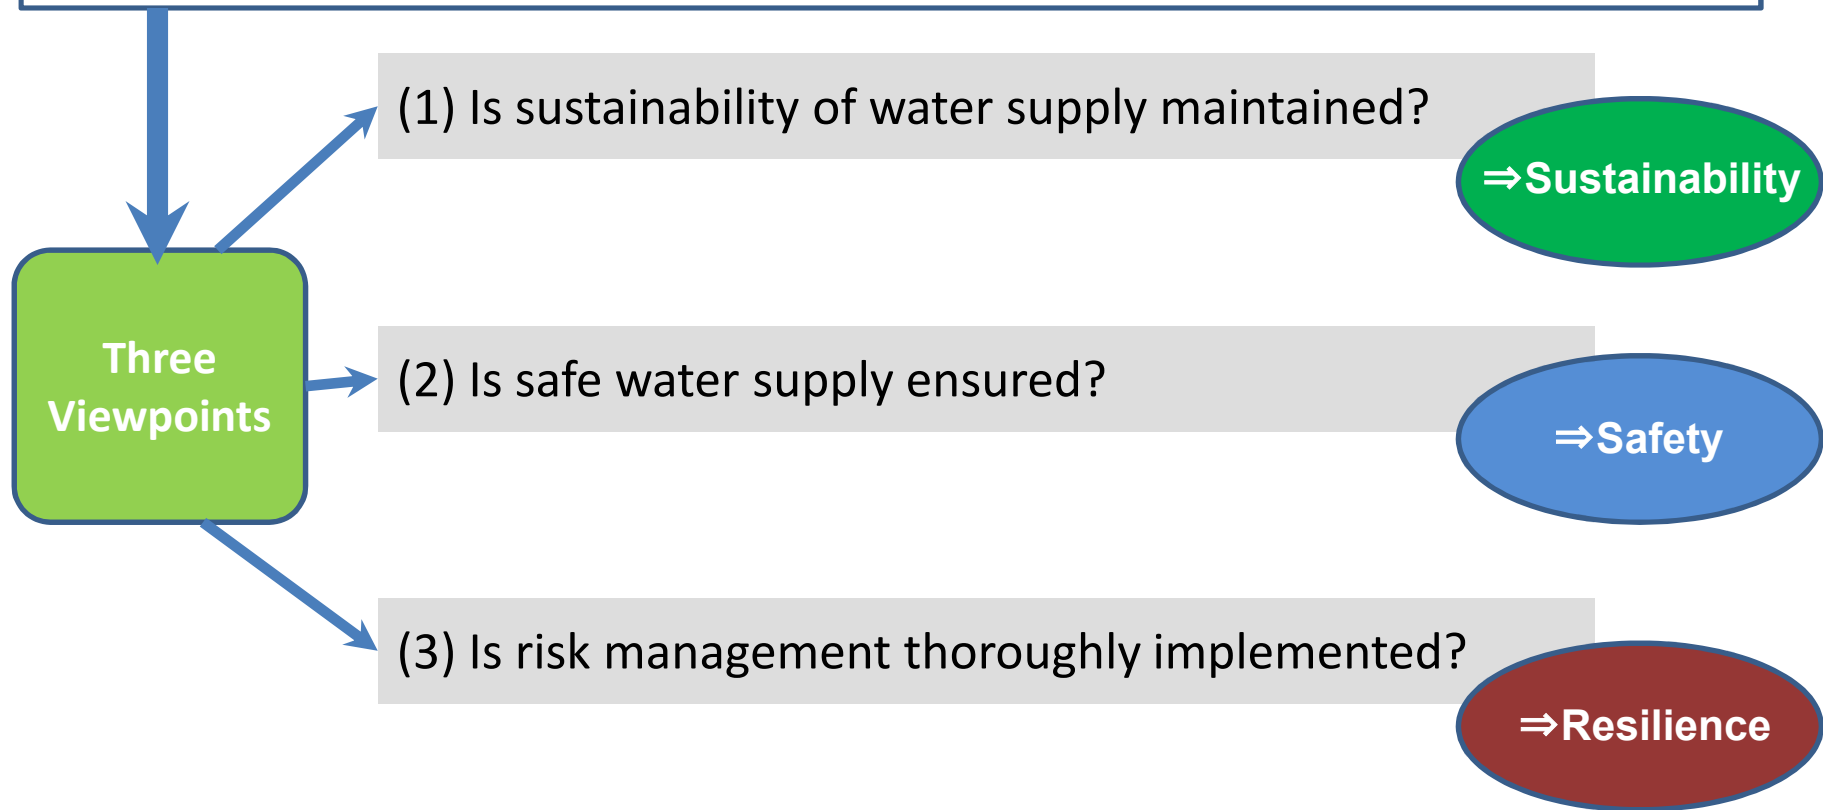 (1) Is sustainability of water supply maintained?
⇒Sustainability
Three
Viewpoints
(2) Is safe water supply ensured?
⇒Safety
(3) Is risk management thoroughly implemented?
⇒Resilience